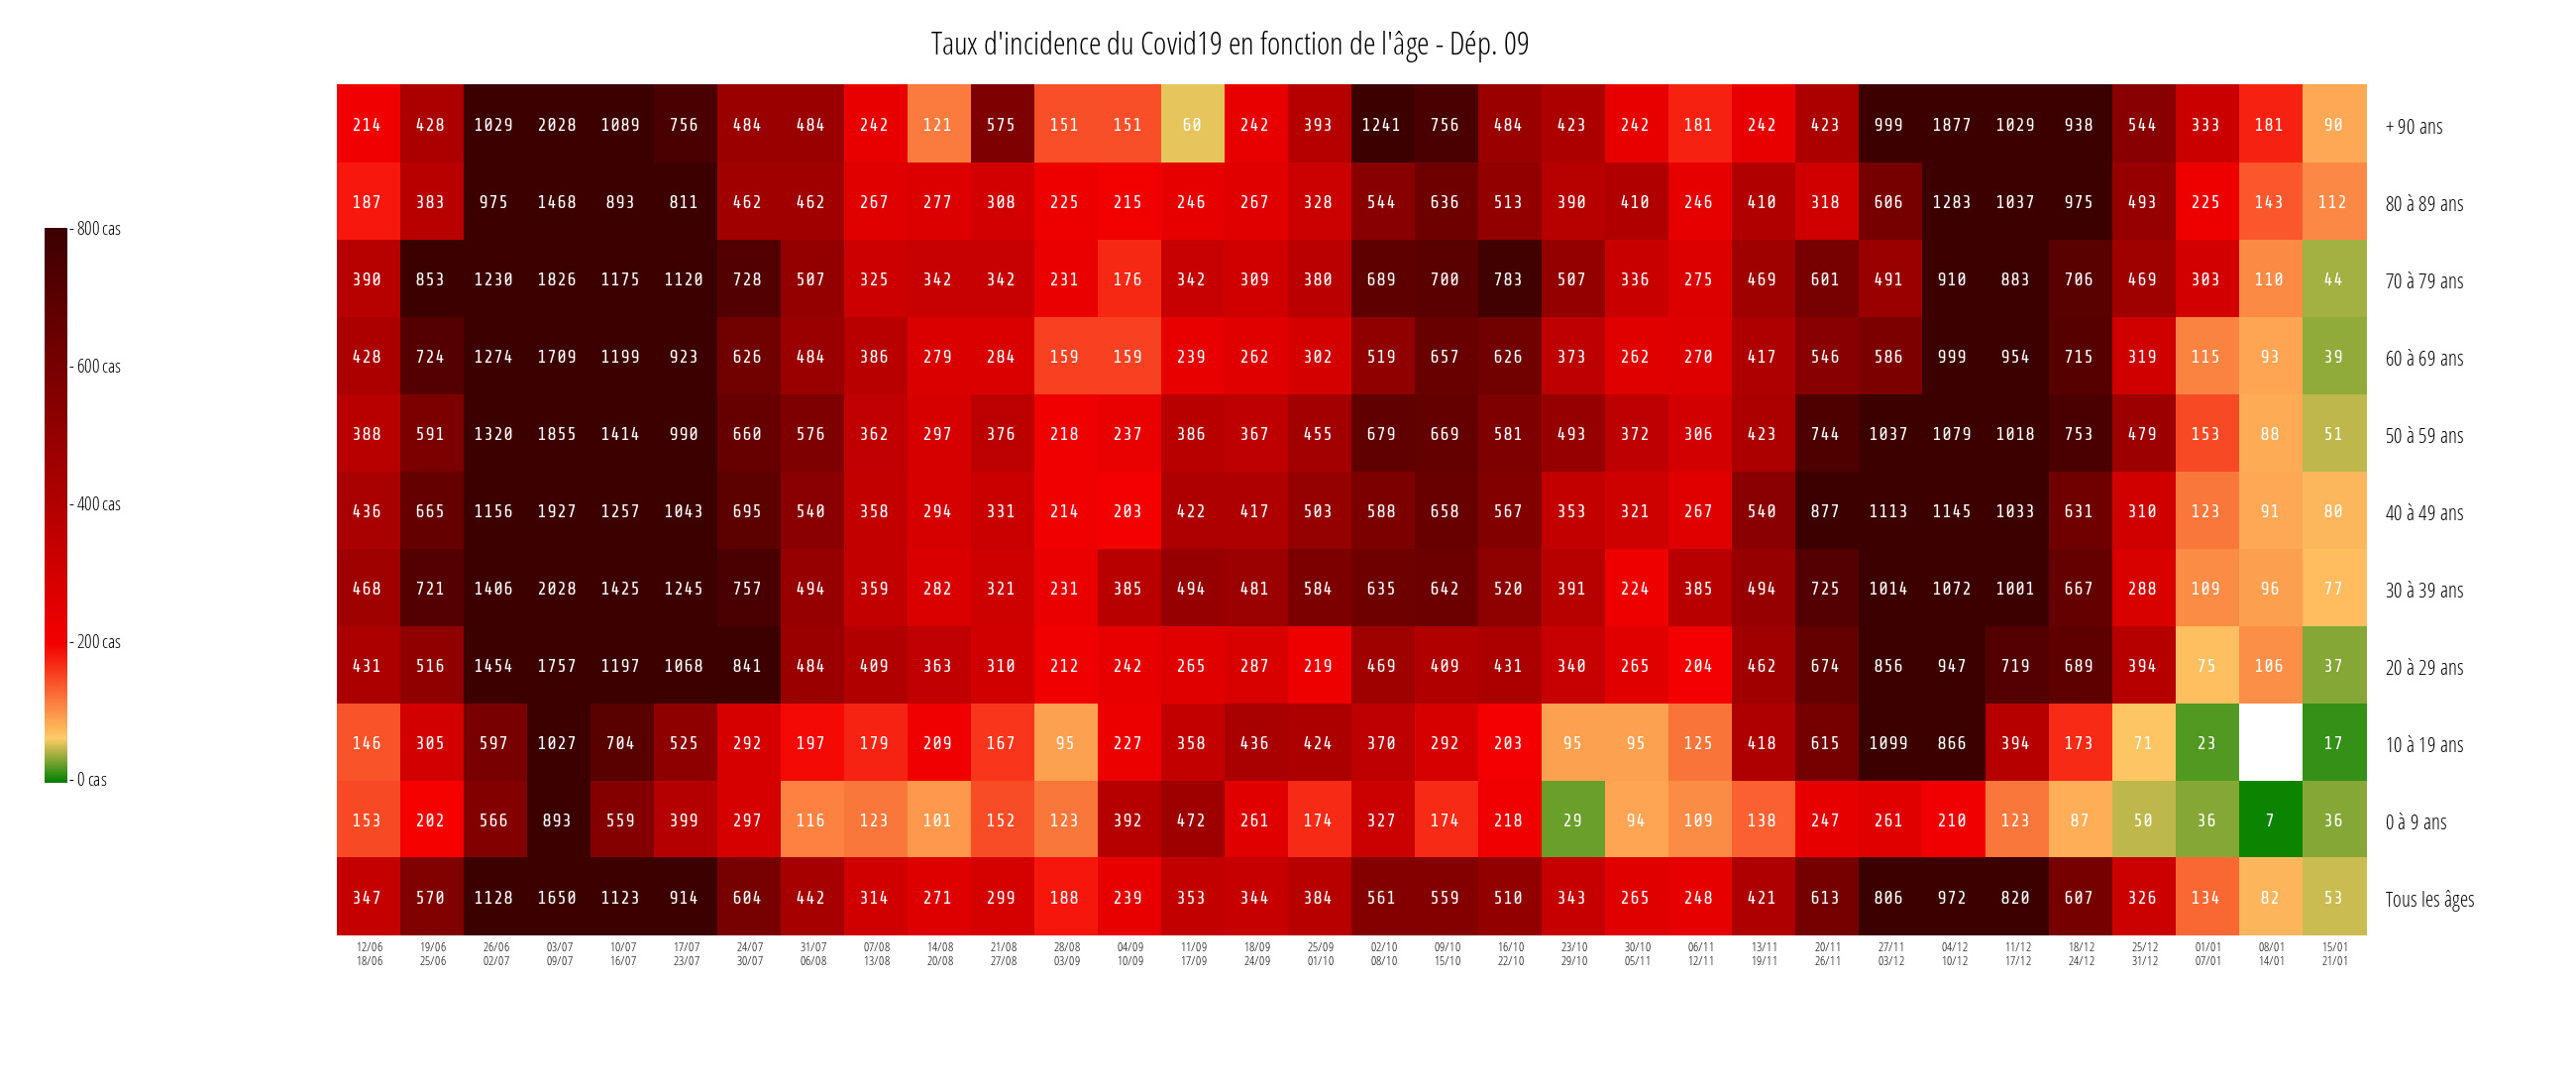 Taux d'incidence du Covid19 en fonction de l'âge - Dép. 09
- 800 cas
- 600 cas
- 400 cas
- 200 cas
- 0 cas
214 428 1029 2028 1089 756 484 484 242 121 575 151 151 60 242 393 1241 756 484 423 242 181 242 423 999 1877 1029 938 544 333 181 90 + 90 ans
187 383 975 1468 893 811 462 462 267 277 308 225 215 246 267 328 544 636 513 390 410 246 410 318 606 1283 1037 975 493 225 143 112 80 à 89 ans
390 853 1230 1826 1175 1120 728 507 325 342 342 231 176 342 309 380 689 700 783 507 336 275 469 601 491 910 883 706 469 303 110 44 70 à 79 ans
428 724 1274 1709 1199 923 626 484 386 279 284 159 159 239 262 302 519 657 626 373 262 270 417 546 586 999 954 715 319 115 93 39 60 à 69 ans
388 591 1320 1855 1414 990 660 576 362 297 376 218 237 386 367 455 679 669 581 493 372 306 423 744 1037 1079 1018 753 479 153 88 51 50 à 59 ans
436 665 1156 1927 1257 1043 695 540 358 294 331 214 203 422 417 503 588 658 567 353 321 267 540 877 1113 1145 1033 631 310 123 91 80 40 à 49 ans
468 721 1406 2028 1425 1245 757 494 359 282 321 231 385 494 481 584 635 642 520 391 224 385 494 725 1014 1072 1001 667 288 109 96 77 30 à 39 ans
431 516 1454 1757 1197 1068 841 484 409 363 310 212 242 265 287 219 469 409 431 340 265 204 462 674 856 947 719 689 394 75 106 37 20 à 29 ans
146 305 597 1027 704 525 292 197 179 209 167 95 227 358 436 424 370 292 203 95 95 125 418 615 1099 866 394 173 71 23 17 10 à 19 ans
153 202 566 893 559 399 297 116 123 101 152 123 392 472 261 174 327 174 218 29 94 109 138 247 261 210 123 87 50 36 7 36 0 à 9 ans
347 570 1128 1650 1123 914 604 442 314 271 299 188 239 353 344 384 561 559 510 343 265 248 421 613 806 972 820 607 326 134 82 53 Tous les âges
12/06 19/06 26/06 03/07 10/07 17/07 24/07 31/07 07/08 14/08 21/08 28/08 04/09 11/09 18/09 25/09 02/10 09/10 16/10 23/10 30/10 06/11 13/11 20/11 27/11 04/12 11/12 18/12 25/12 01/01 08/01 15/01
18/06 25/06 02/07 09/07 16/07 23/07 30/07 06/08 13/08 20/08 27/08 03/09 10/09 17/09 24/09 01/10 08/10 15/10 22/10 29/10 05/11 12/11 19/11 26/11 03/12 10/12 17/12 24/12 31/12 07/01 14/01 21/01